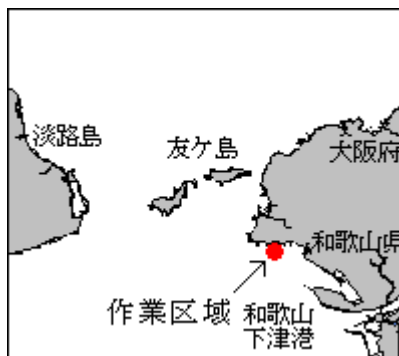 淡路島
友ケ島
大阪府
和歌山県
作業区域
和歌山
下津港